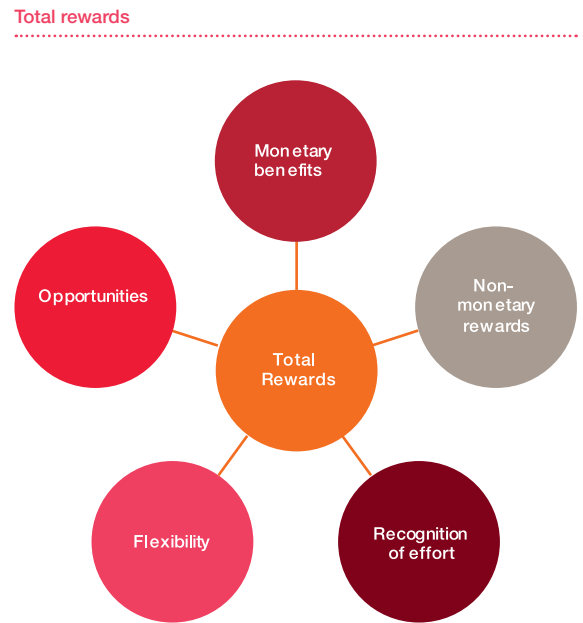 Total rewards
Monetary
benefits
Opportunities
Non-
monetary
rewards
Total
Rewards
Flexibility
Recognition
of effort